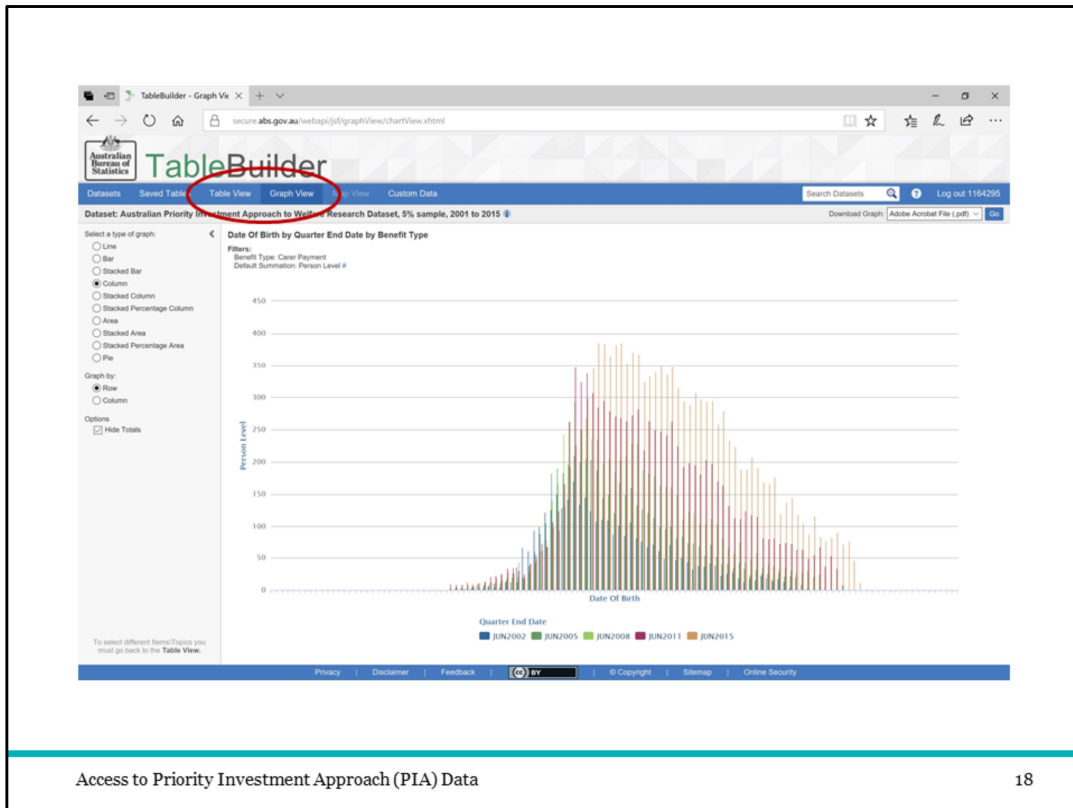 TableBuilder - Graph Vie
secure.abs.gov.au/webapi/jsf/graphView/chartView.xhtml
Australian
Bureau of
Statistics
TableBuilder
Datasets Saved Tables Table View Graph View Map View Custom Data Search Datasets ? Log out 1164295
Dataset: Australian Priority Investment Approach to Welfare Research Dataset, 5% sample, 2001 to 2015 Download Graph: Adobe Acrobat File (.pdf) Go
Select a type of graph:
Line
Bar
Stacked Bar
Column
Stacked Column
Stacked Percentage Column
Area
Stacked Area
Stacked Percentage Area
Pie
Graph by:
Row
Column
Options
Hide Totals
To select different Items\Topics you
must go back to the Table View.
Date Of Birth by Quarter End Date by Benefit Type
Filters:
Benefit Type: Carer Payment
Default Summation: Person Level #
450
400
350
300
250
200
150
100
50
0
Person Level
Date Of Birth
Quarter End Date
JUN2002 JUN2005 JUN2008 JUN2011 JUN2015
Privacy | Disclaimer | Feedback | (cc) BY | © Copyright | Sitemap | Online Security
Access to Priority Investment Approach (PIA) Data 18